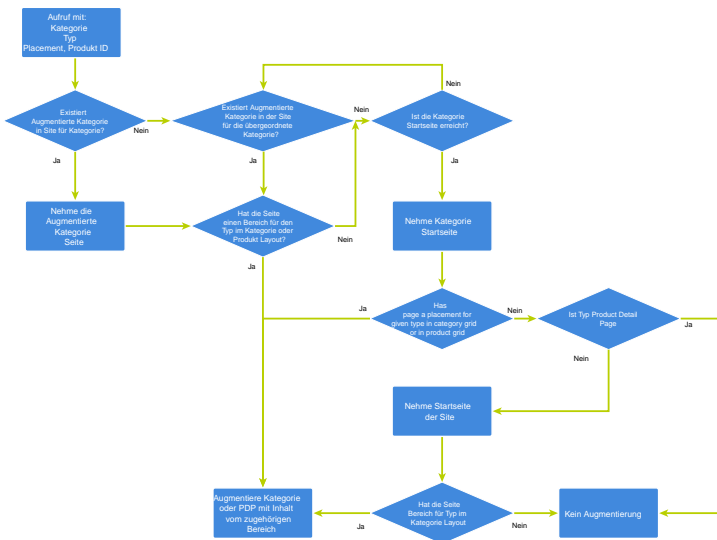 Aufruf mit:
Kategorie
Typ
Placement, Produkt ID
Nein
Existiert
Augmentierte Kategorie
in Site für Kategorie?
Nein
Existiert Augmentierte
Kategorie in der Site
für die übergeordnete
Kategorie?
Nein
Ist die Kategorie
Startseite erreicht?
Ja
Ja
Ja
Nehme die
Augmentierte
Kategorie
Seite
Hat die Seite
einen Bereich für den
Typ im Kategorie oder
Produkt Layout?
Nein
Nehme Kategorie
Startseite
Ja
Ja
Has
page a placement for
given type in category grid
or in product grid
Nein
Ist Typ Product Detail
Page
Ja
Nein
Nehme Startseite
der Site
Augmentiere Kategorie
oder PDP mit Inhalt
vom zugehörigen
Bereich
Ja
Hat die Seite
Bereich für Typ im
Kategorie Layout
Nein
Kein Augmentierung